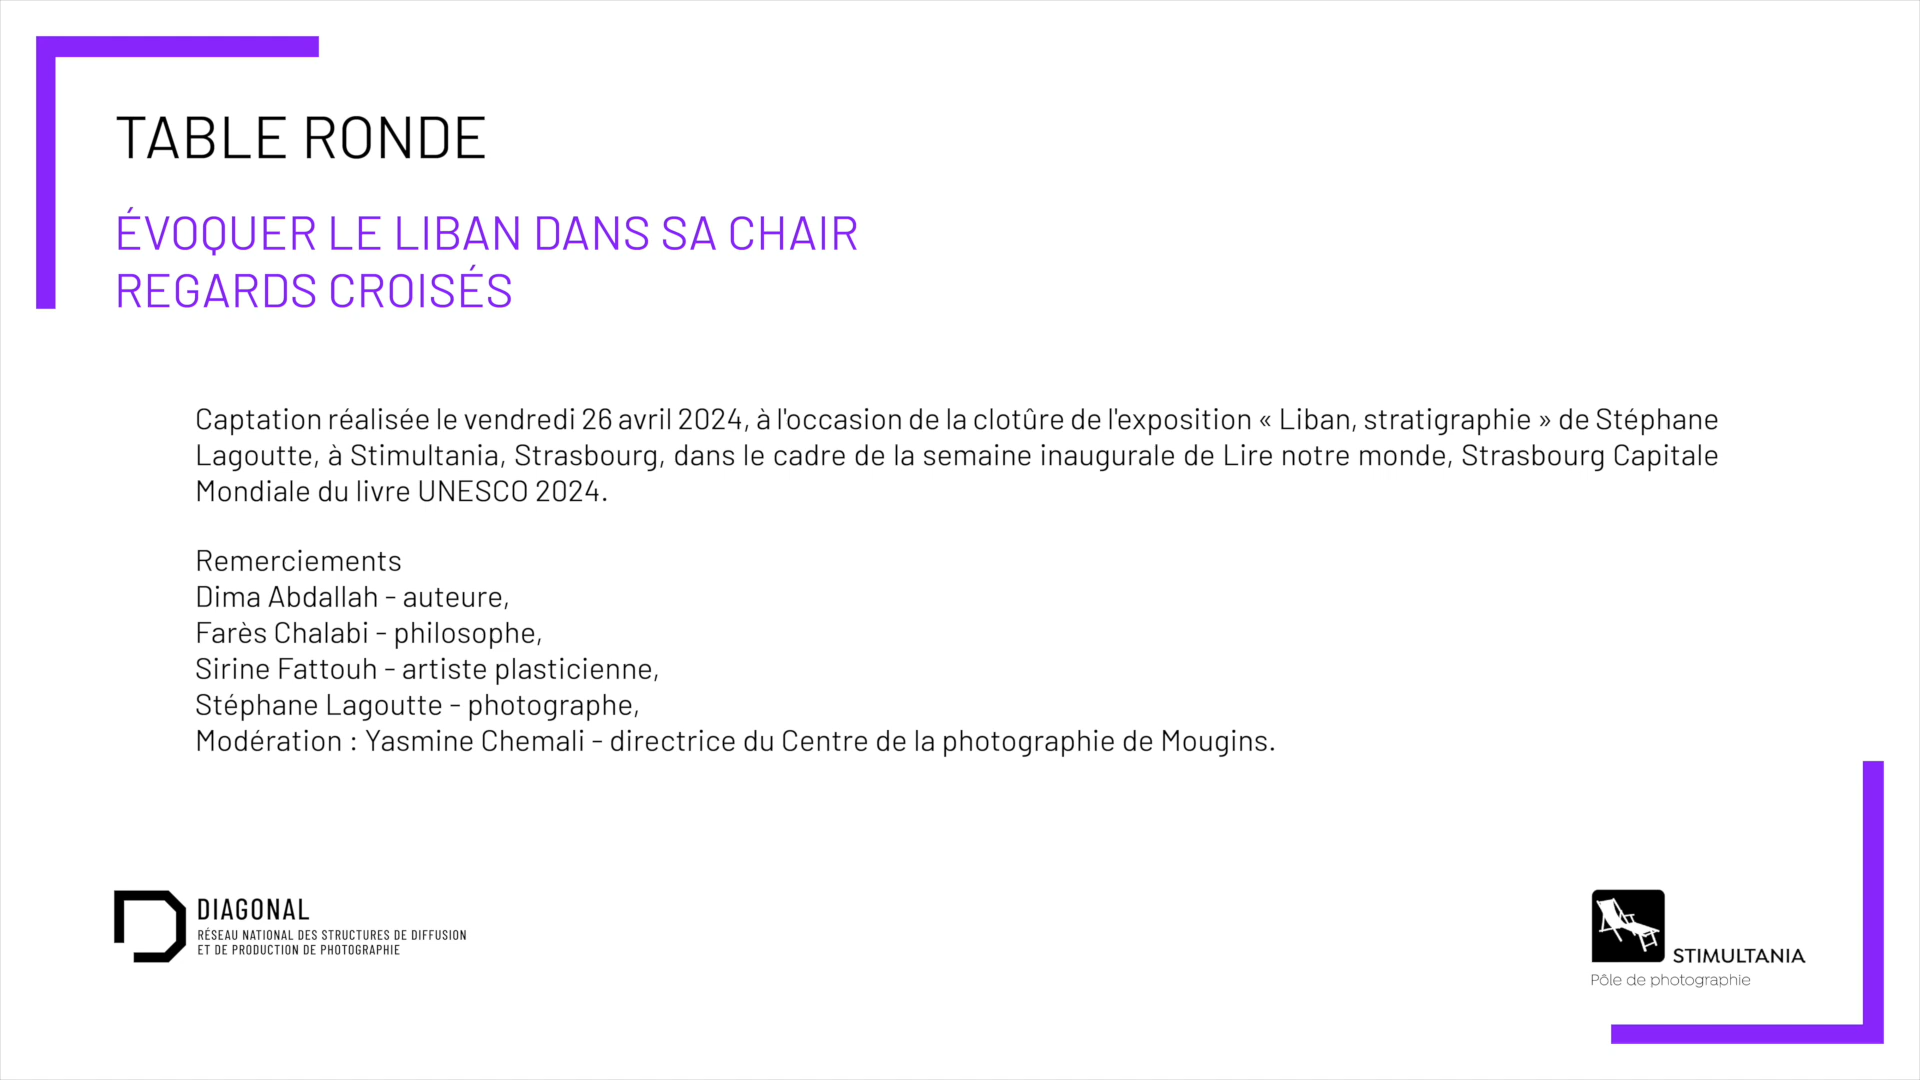 TABLE RONDE
ÉVOQUER LE LIBAN DANS SA CHAIR
REGARDS CROISÉS
Captation réalisée le vendredi 26 avril 2024, à l'occasion de la clotûre de l'exposition « Liban, stratigraphie » de Stéphane
Lagoutte, à Stimultania, Strasbourg, dans le cadre de la semaine inaugurale de Lire notre monde, Strasbourg Capitale
Mondiale du livre UNESCO 2024.
Remerciements
Dima Abdallah - auteure,
Farès Chalabi - philosophe,
Sirine Fattouh - artiste plasticienne,
Stéphane Lagoutte - photographe,
Modération : Yasmine Chemali - directrice du Centre de la photographie de Mougins.
DIAGONAL
RÉSEAU NATIONAL DES STRUCTURES DE DIFFUSION
ET DE PRODUCTION DE PHOTOGRAPHIE
STIMULTANIA
Pôle de photographie